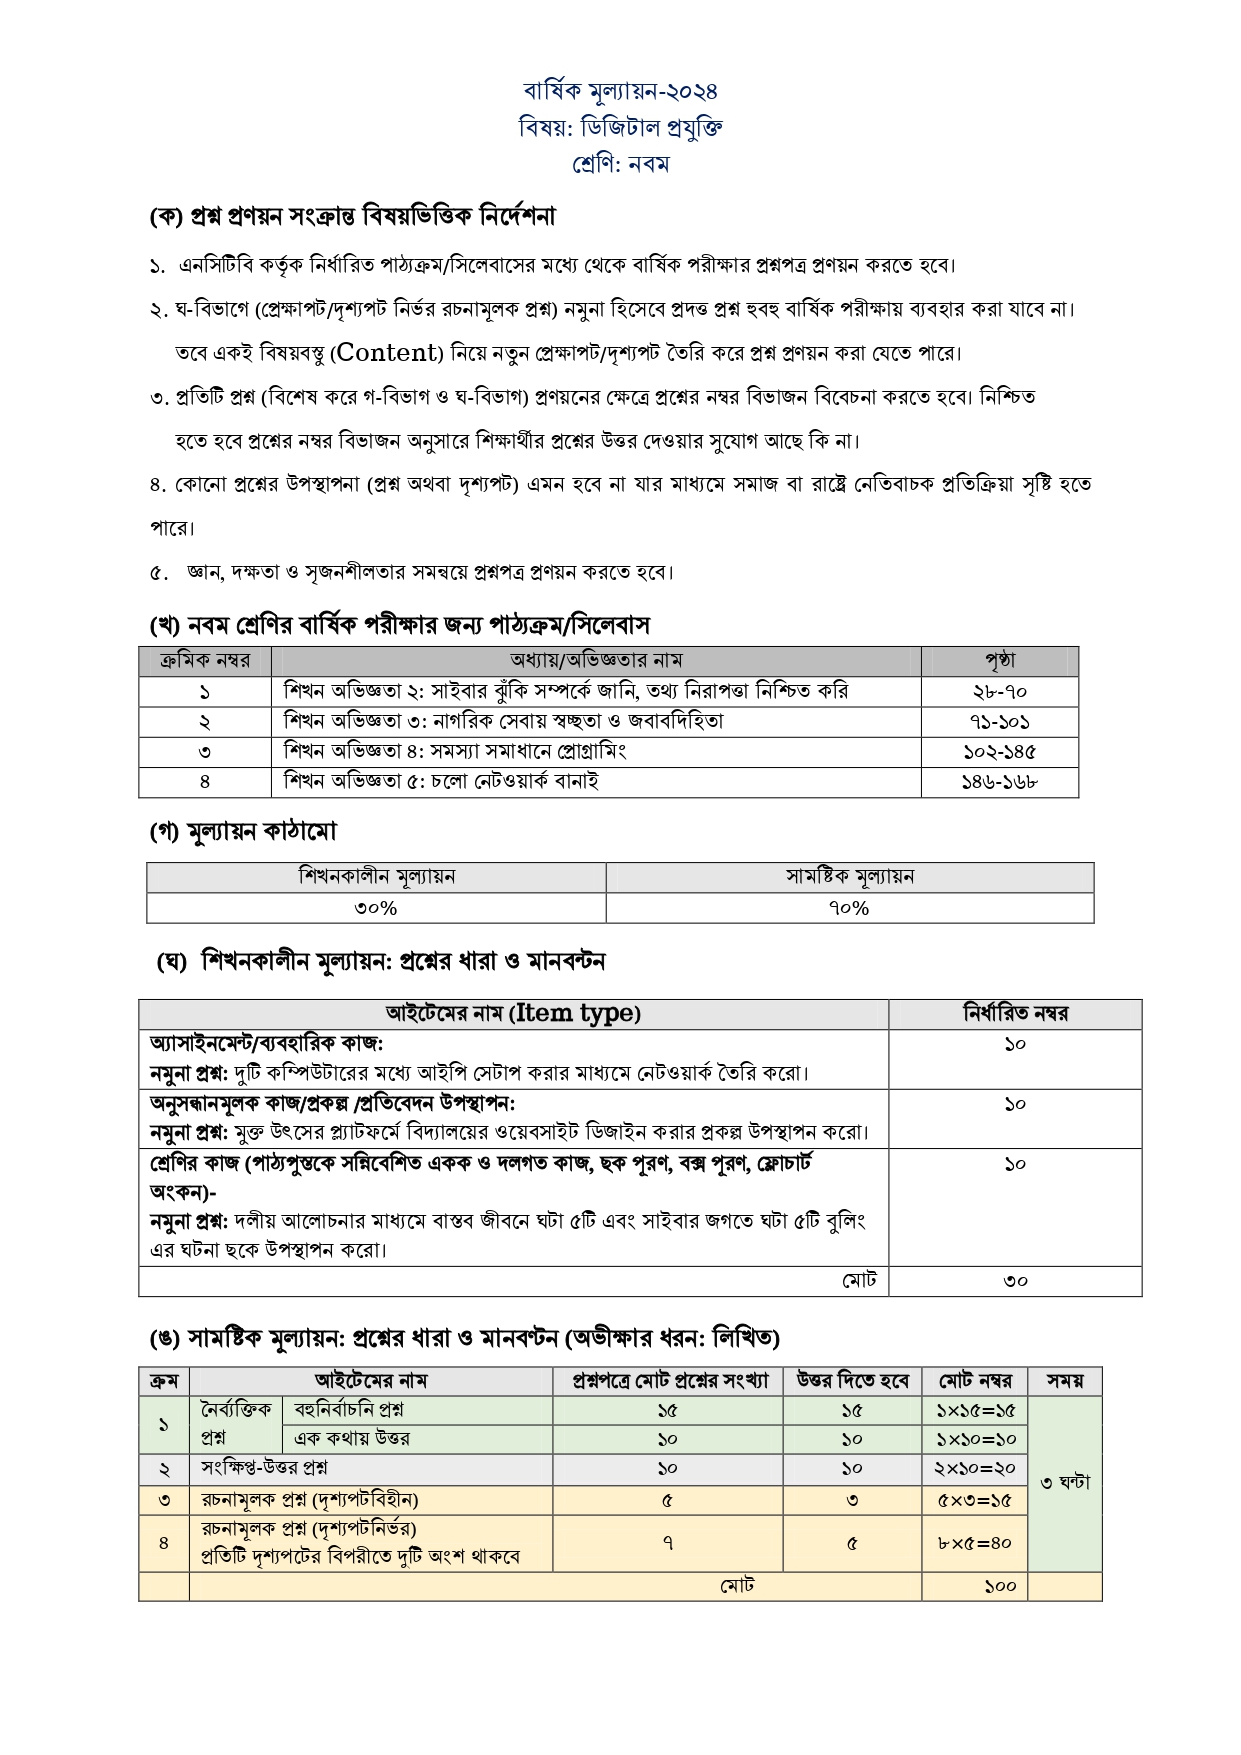 বার্ষিক মূল্যায়ন-২০২৪
বিষয়: ডিজিটাল প্রযুক্তি
শ্রেণি: নবম
(ক) প্রশ্ন প্রণয়ন সংক্রান্ত বিষয়ভিত্তিক নির্দেশনা
১. এনসিটিবি কর্তৃক নির্ধারিত পাঠ্যক্রম/সিলেবাসের মধ্যে থেকে বার্ষিক পরীক্ষার প্রশ্নপত্র প্রণয়ন করতে হবে।
২. ঘ-বিভাগে (প্রেক্ষাপট/দৃশ্যপট নির্ভর রচনামূলক প্রশ্ন) নমুনা হিসেবে প্রদত্ত প্রশ্ন হুবহু বার্ষিক পরীক্ষায় ব্যবহার করা যাবে না।
তবে একই বিষয়বস্তু (Content) নিয়ে নতুন প্রেক্ষাপট/দৃশ্যপট তৈরি করে প্রশ্ন প্রণয়ন করা যেতে পারে।
৩. প্রতিটি প্রশ্ন (বিশেষ করে গ-বিভাগ ও ঘ-বিভাগ) প্রণয়নের ক্ষেত্রে প্রশ্নের নম্বর বিভাজন বিবেচনা করতে হবে। নিশ্চিত
হতে হবে প্রশ্নের নম্বর বিভাজন অনুসারে শিক্ষার্থীর প্রশ্নের উত্তর দেওয়ার সুযোগ আছে কি না।
৪. কোনো প্রশ্নের উপস্থাপনা (প্রশ্ন অথবা দৃশ্যপট) এমন হবে না যার মাধ্যমে সমাজ বা রাষ্ট্রে নেতিবাচক প্রতিক্রিয়া সৃষ্টি হতে
পারে।
৫. জ্ঞান, দক্ষতা ও সৃজনশীলতার সমন্বয়ে প্রশ্নপত্র প্রণয়ন করতে হবে।
(খ) নবম শ্রেণির বার্ষিক পরীক্ষার জন্য পাঠ্যক্রম/সিলেবাস
ক্রমিক নম্বর অধ্যায়/অভিজ্ঞতার নাম পৃষ্ঠা
১ শিখন অভিজ্ঞতা ২: সাইবার ঝুঁকি সম্পর্কে জানি, তথ্য নিরাপত্তা নিশ্চিত করি ২৮-৭০
২ শিখন অভিজ্ঞতা ৩: নাগরিক সেবায় স্বচ্ছতা ও জবাবদিহিতা ৭১-১০১
৩ শিখন অভিজ্ঞতা ৪: সমস্যা সমাধানে প্রোগ্রামিং ১০২-১৪৫
৪ শিখন অভিজ্ঞতা ৫: চলো নেটওয়ার্ক বানাই ১৪৬-১৬৮
(গ) মূল্যায়ন কাঠামো
শিখনকালীন মূল্যায়ন সামষ্টিক মূল্যায়ন
৩০% ৭০%
(ঘ) শিখনকালীন মূল্যায়ন: প্রশ্নের ধারা ও মানবন্টন
আইটেমের নাম (Item type) নির্ধারিত নম্বর
অ্যাসাইনমেন্ট/ব্যবহারিক কাজ: ১০
নমুনা প্রশ্ন: দুটি কম্পিউটারের মধ্যে আইপি সেটাপ করার মাধ্যমে নেটওয়ার্ক তৈরি করো।
অনুসন্ধানমূলক কাজ/প্রকল্প /প্রতিবেদন উপস্থাপন: ১০
নমুনা প্রশ্ন: মুক্ত উৎসের প্ল্যাটফর্মে বিদ্যালয়ের ওয়েবসাইট ডিজাইন করার প্রকল্প উপস্থাপন করো।
শ্রেণির কাজ (পাঠ্যপুস্তকে সন্নিবেশিত একক ও দলগত কাজ, ছক পূরণ, বক্স পূরণ, ফ্লোচার্ট ১০
অংকন)-
নমুনা প্রশ্ন: দলীয় আলোচনার মাধ্যমে বাস্তব জীবনে ঘটা ৫টি এবং সাইবার জগতে ঘটা ৫টি বুলিং
এর ঘটনা ছকে উপস্থাপন করো।
মোট ৩০
(ঙ) সামষ্টিক মূল্যায়ন: প্রশ্নের ধারা ও মানবণ্টন (অভীক্ষার ধরন: লিখিত)
ক্রম আইটেমের নাম প্রশ্নপত্রে মোট প্রশ্নের সংখ্যা উত্তর দিতে হবে মোট নম্বর সময়
১ নৈর্ব্যক্তিক প্রশ্ন বহুনির্বাচনি প্রশ্ন ১৫ ১৫ ১×১৫=১৫ ৩ ঘন্টা
এক কথায় উত্তর ১০ ১০ ১×১০=১০
২ সংক্ষিপ্ত-উত্তর প্রশ্ন ১০ ১০ ২×১০=২০
৩ রচনামূলক প্রশ্ন (দৃশ্যপটবিহীন) ৫ ৩ ৫×৩=১৫
৪ রচনামূলক প্রশ্ন (দৃশ্যপটনির্ভর) ৭ ৫ ৮×৫=৪০
প্রতিটি দৃশ্যপটের বিপরীতে দুটি অংশ থাকবে
মোট ১০০